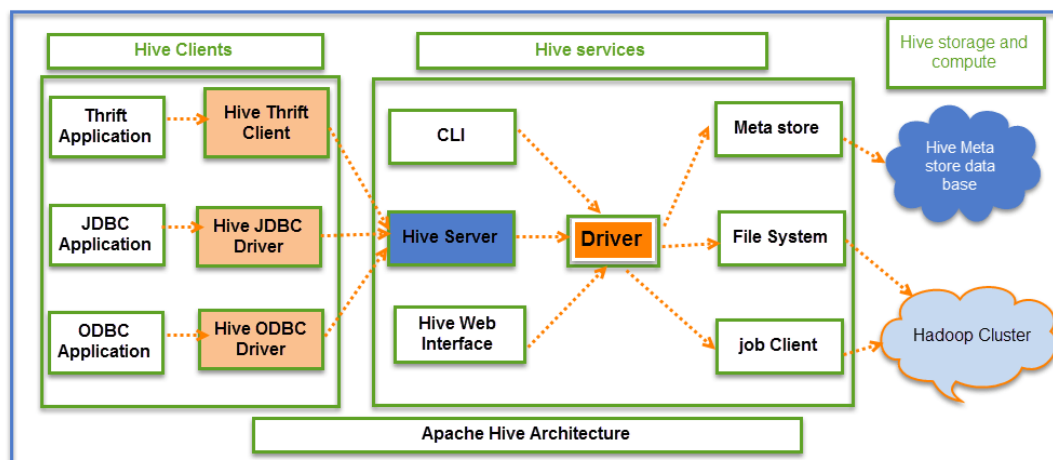 Hive Clients
Hive services
Hive storage and
compute
Thrift
Application
Hive Thrift
Client
CLI
Meta store
Hive Meta
store data
base
JDBC
Application
Hive JDBC
Driver
Hive Server
Driver
File System
ODBC
Application
Hive ODBC
Driver
Hive Web
Interface
job Client
Hadoop Cluster
Apache Hive Architecture